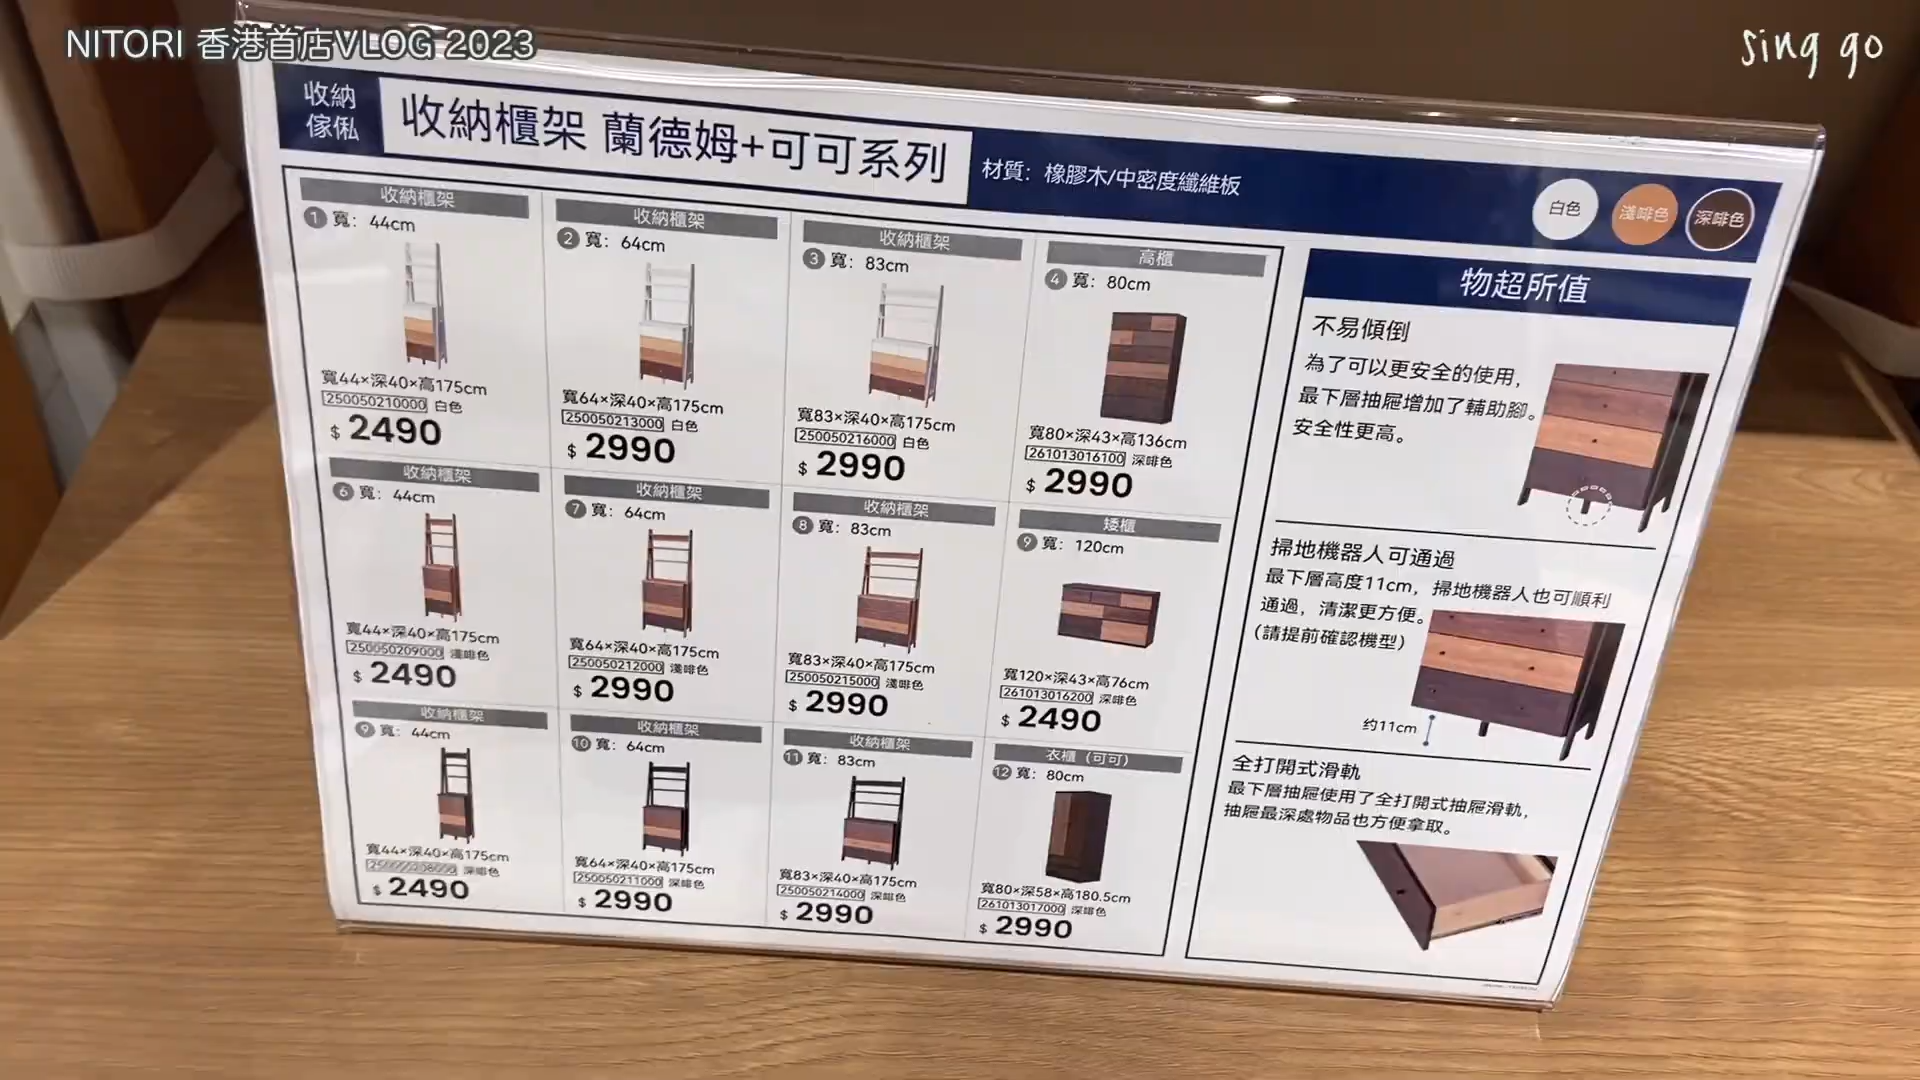 NITORI 香港首店VLOG 2023
sing go
收納
傢俬
收納櫃架 蘭德姆+可可系列
材質：橡膠木/中密度纖維板
白色
淺啡色
深啡色
收納櫃架
1 寬：44cm
寬44×深40×高175cm
250050210000 白色
$ 2490
收納櫃架
2 寬：64cm
寬64×深40×高175cm
250050213000 白色
$ 2990
收納櫃架
3 寬：83cm
寬83×深40×高175cm
250050216000 白色
$ 2990
高櫃
4 寬：80cm
寬80×深43×高136cm
261013016100 深啡色
$ 2990
收納櫃架
6 寬：44cm
寬44×深40×高175cm
250050209000 淺啡色
$ 2490
收納櫃架
7 寬：64cm
寬64×深40×高175cm
250050212000 淺啡色
$ 2990
收納櫃架
8 寬：83cm
寬83×深40×高175cm
250050215000 淺啡色
$ 2990
矮櫃
9 寬：120cm
寬120×深43×高76cm
261013016200 深啡色
$ 2490
收納櫃架
9 寬：44cm
寬44×深40×高175cm
深啡色
$ 2490
收納櫃架
10 寬：64cm
寬64×深40×高175cm
250050211000 深啡色
$ 2990
收納櫃架
11 寬：83cm
寬83×深40×高175cm
250050214000 深啡色
$ 2990
衣櫃（可可）
12 寬：80cm
寬80×深58×高180.5cm
261013017000 深啡色
$ 2990
物超所值
不易傾倒
為了可以更安全的使用，
最下層抽屜增加了輔助腳。
安全性更高。
掃地機器人可通過
最下層高度11cm，掃地機器人也可順利
通過，清潔更方便。
（請提前確認機型）
约11cm
全打開式滑軌
最下層抽屜使用了全打開式抽屜滑軌，
抽屜最深處物品也方便拿取。